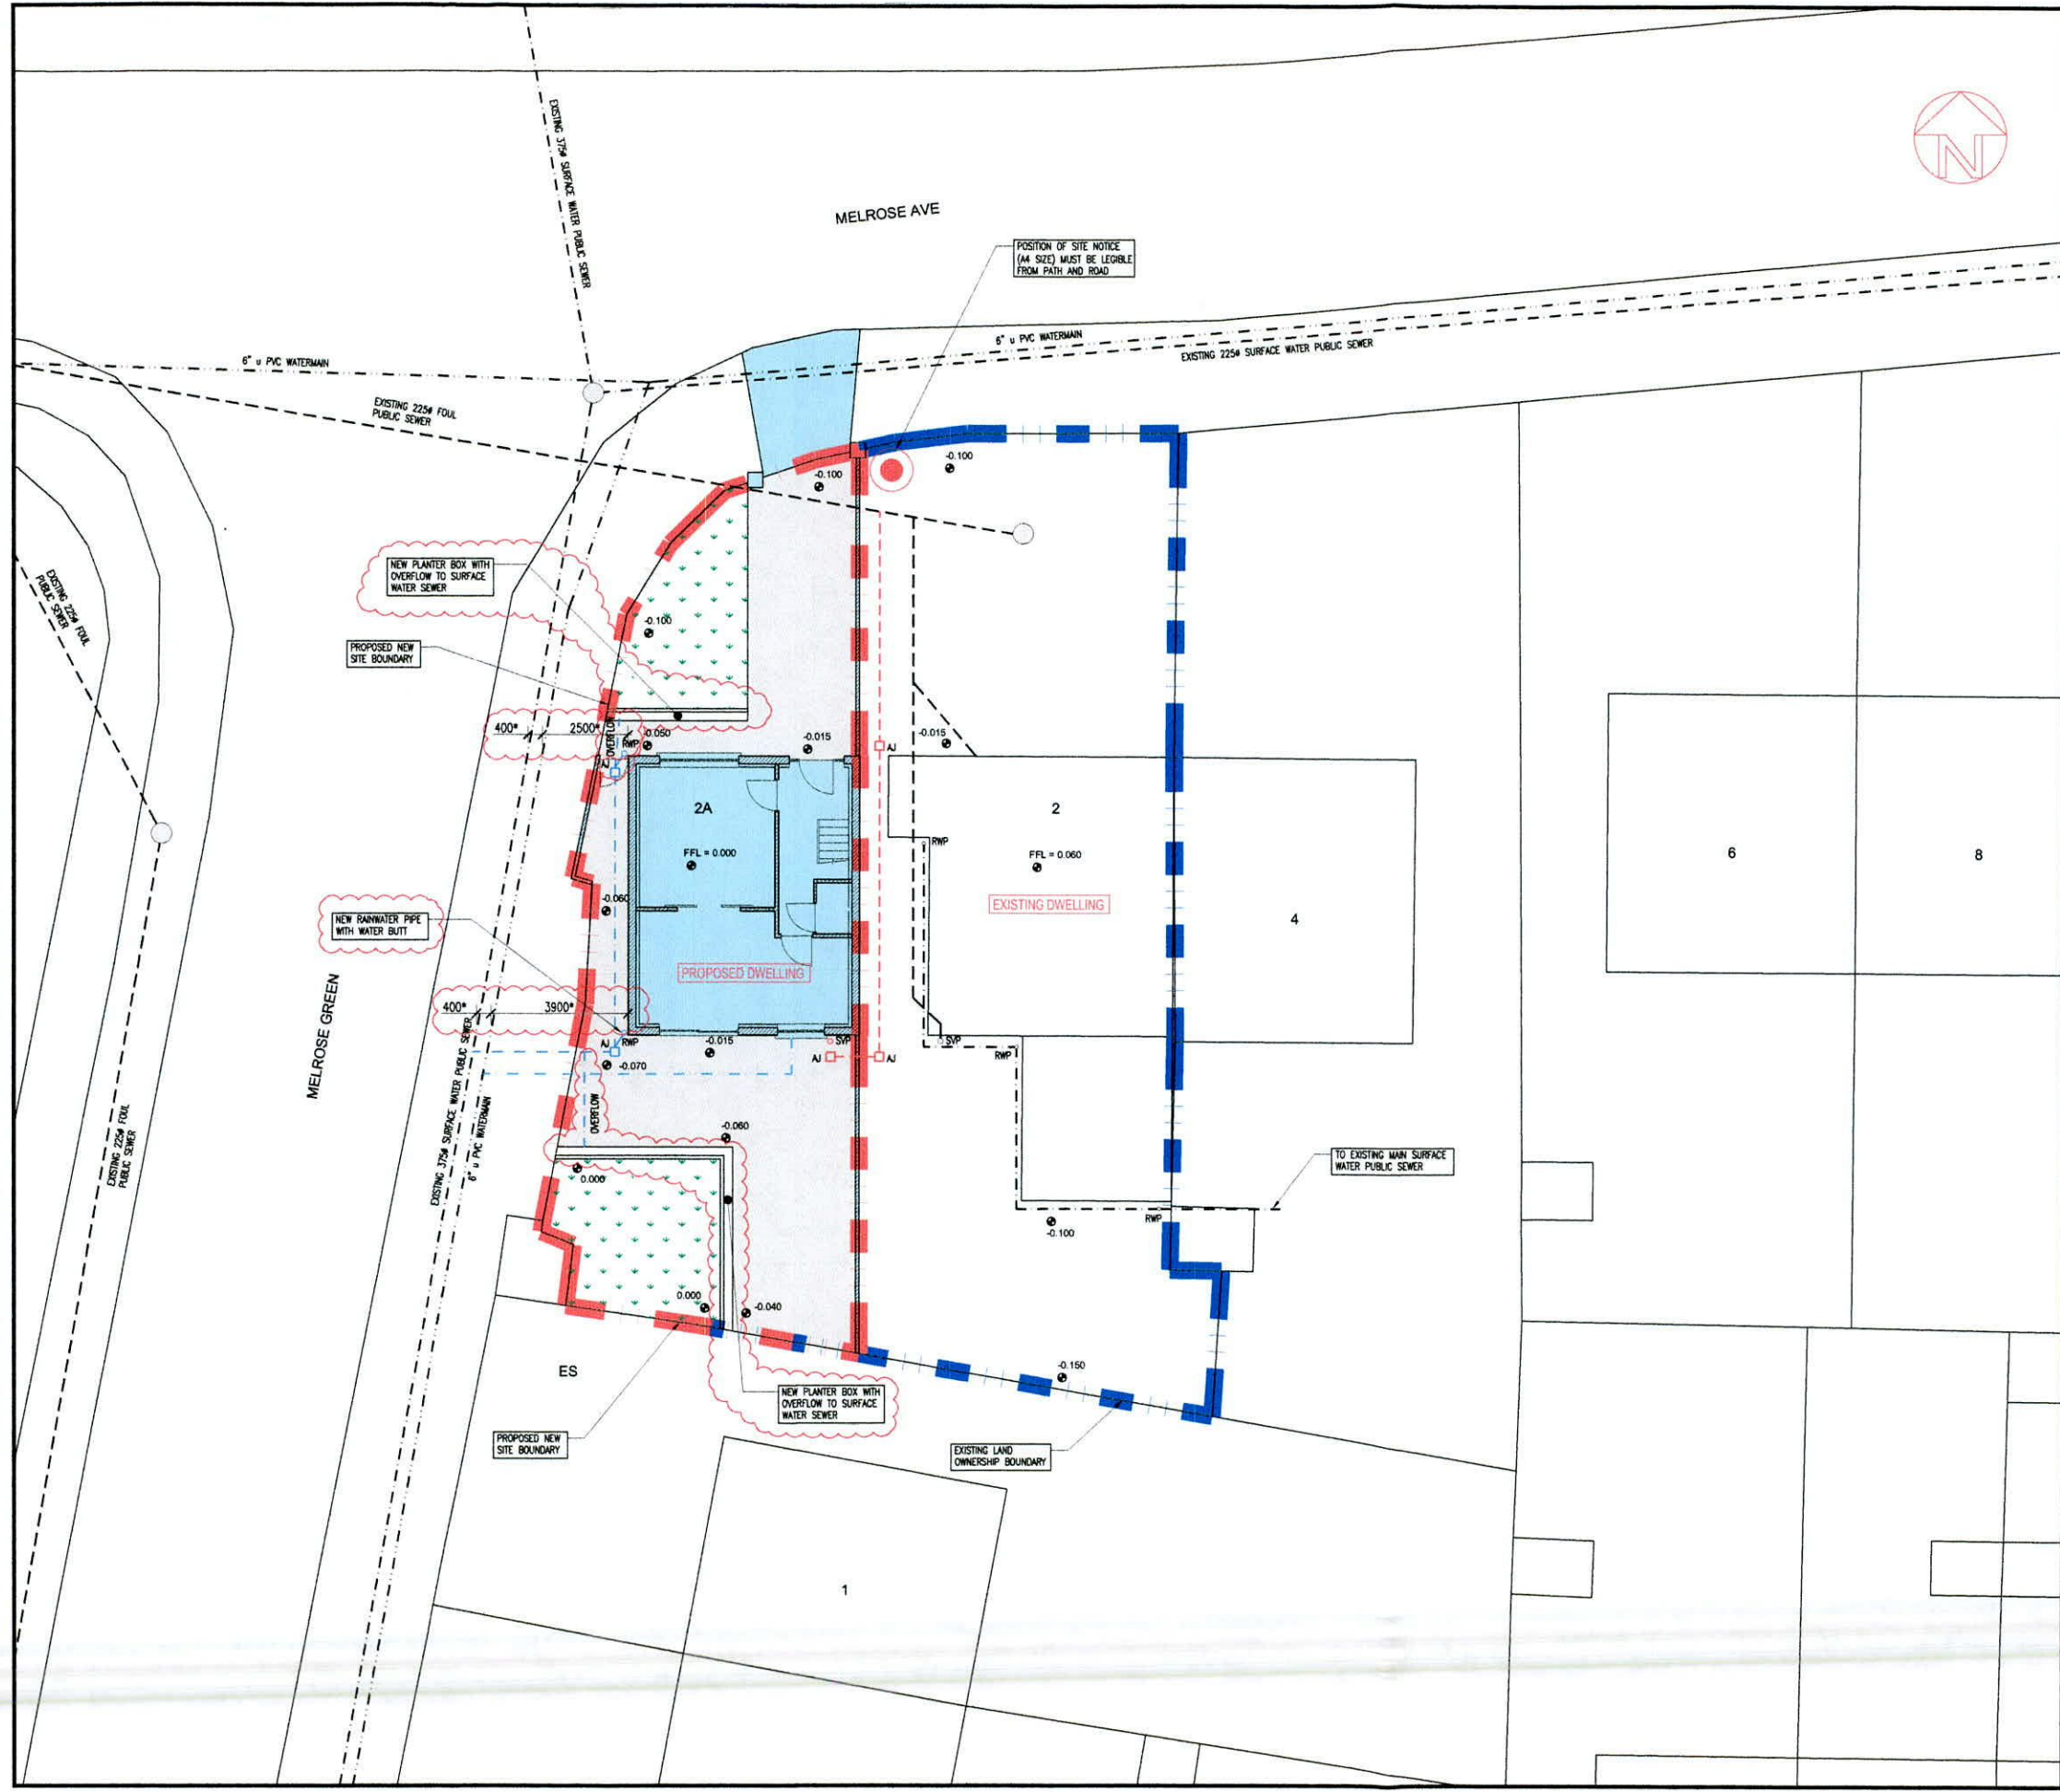 EXISTING 375ø SURFACE WATER PUBLIC SEWER
MELROSE AVE
N
POSITION OF SITE NOTICE
(A4 SIZE) MUST BE LEGIBLE
FROM PATH AND ROAD
6" u PVC WATERMAIN
6" u PVC WATERMAIN
EXISTING 225ø SURFACE WATER PUBLIC SEWER
EXISTING 225ø FOUL
PUBLIC SEWER
-0.100
-0.100
EXISTING 225ø FOUL
PUBLIC SEWER
NEW PLANTER BOX WITH
OVERFLOW TO SURFACE
WATER SEWER
-0.100
PROPOSED NEW
SITE BOUNDARY
400*
2500*
OVERFLOW
RWP
-0.050
-0.015
AJ
-0.015
AJ
2A
2
RWP
FFL = 0.000
FFL = 0.060
6
8
EXISTING DWELLING
-0.060
4
NEW RAINWATER PIPE
WITH WATER BUTT
PROPOSED DWELLING
MELROSE GREEN
400*
3900*
AJ
RWP
-0.015
SVP
AJ
AJ
SVP
RWP
-0.070
EXISTING 375ø SURFACE WATER PUBLIC SEWER
6" u PVC WATERMAIN
OVERFLOW
-0.060
EXISTING 225ø FOUL
PUBLIC SEWER
TO EXISTING MAIN SURFACE
WATER PUBLIC SEWER
0.000
RWP
-0.100
0.000
-0.040
ES
-0.150
NEW PLANTER BOX WITH
OVERFLOW TO SURFACE
WATER SEWER
PROPOSED NEW
SITE BOUNDARY
EXISTING LAND
OWNERSHIP BOUNDARY
1